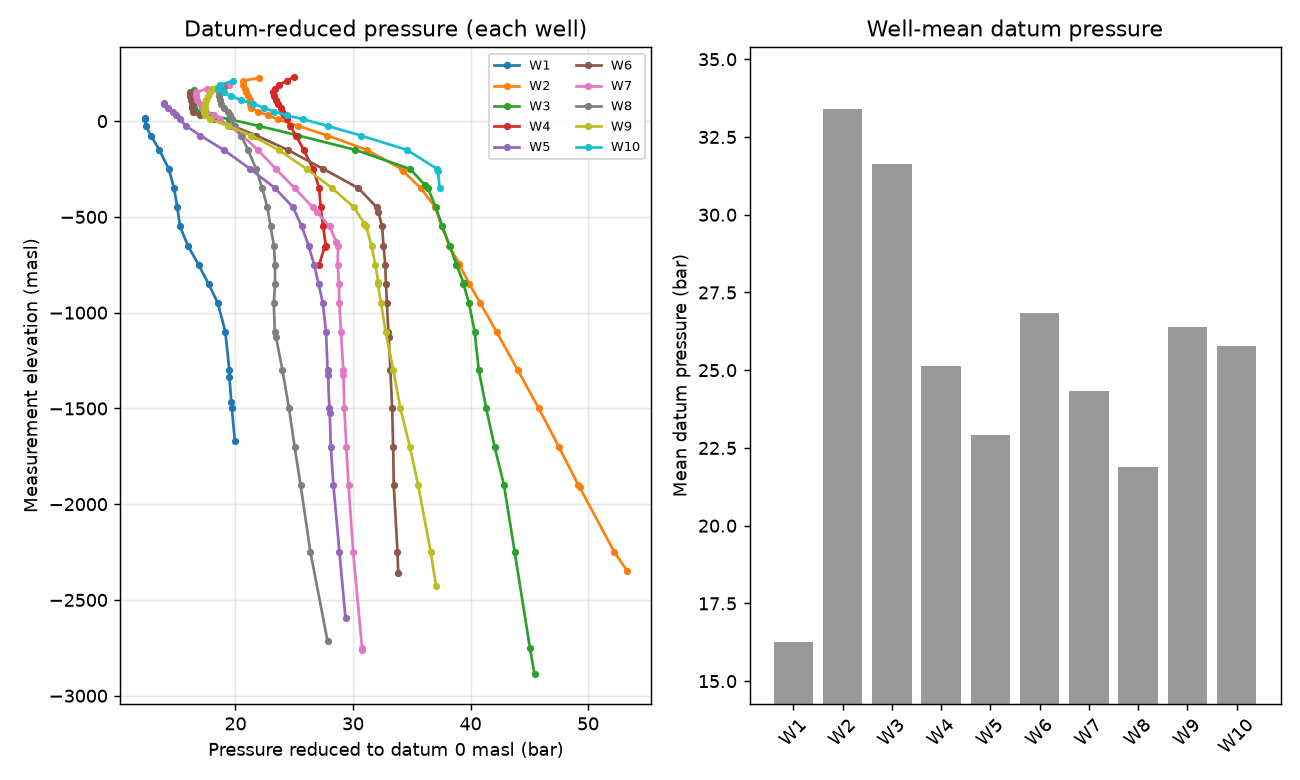 Datum-reduced pressure (each well)
W1
W2
W3
W4
W5
W6
W7
W8
W9
W10
Measurement elevation (masl)
0
−500
−1000
−1500
−2000
−2500
−3000
20
30
40
50
Pressure reduced to datum 0 masl (bar)
Well-mean datum pressure
Mean datum pressure (bar)
35.0
32.5
30.0
27.5
25.0
22.5
20.0
17.5
15.0
W1
W2
W3
W4
W5
W6
W7
W8
W9
W10